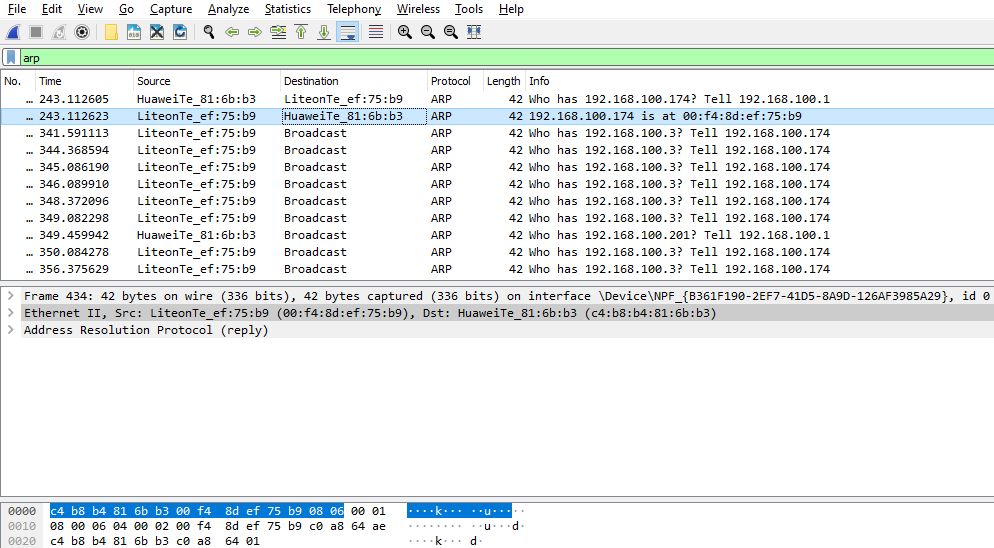 File Edit View Go Capture Analyze Statistics Telephony Wireless Tools Help
arp
No. Time Source Destination Protocol Length Info
… 243.112605 HuaweiTe_81:6b:b3 LiteonTe_ef:75:b9 ARP 42 Who has 192.168.100.174? Tell 192.168.100.1
… 243.112623 LiteonTe_ef:75:b9 HuaweiTe_81:6b:b3 ARP 42 192.168.100.174 is at 00:f4:8d:ef:75:b9
… 341.591113 LiteonTe_ef:75:b9 Broadcast ARP 42 Who has 192.168.100.3? Tell 192.168.100.174
… 344.368594 LiteonTe_ef:75:b9 Broadcast ARP 42 Who has 192.168.100.3? Tell 192.168.100.174
… 345.086190 LiteonTe_ef:75:b9 Broadcast ARP 42 Who has 192.168.100.3? Tell 192.168.100.174
… 346.089910 LiteonTe_ef:75:b9 Broadcast ARP 42 Who has 192.168.100.3? Tell 192.168.100.174
… 348.372096 LiteonTe_ef:75:b9 Broadcast ARP 42 Who has 192.168.100.3? Tell 192.168.100.174
… 349.082298 LiteonTe_ef:75:b9 Broadcast ARP 42 Who has 192.168.100.3? Tell 192.168.100.174
… 349.459942 HuaweiTe_81:6b:b3 Broadcast ARP 42 Who has 192.168.100.201? Tell 192.168.100.1
… 350.084278 LiteonTe_ef:75:b9 Broadcast ARP 42 Who has 192.168.100.3? Tell 192.168.100.174
… 356.375629 LiteonTe_ef:75:b9 Broadcast ARP 42 Who has 192.168.100.3? Tell 192.168.100.174
Frame 434: 42 bytes on wire (336 bits), 42 bytes captured (336 bits) on interface \Device\NPF_{B361F190-2EF7-41D5-8A9D-126AF3985A29}, id 0
Ethernet II, Src: LiteonTe_ef:75:b9 (00:f4:8d:ef:75:b9), Dst: HuaweiTe_81:6b:b3 (c4:b8:b4:81:6b:b3)
Address Resolution Protocol (reply)
0000 c4 b8 b4 81 6b b3 00 f4 8d ef 75 b9 08 06 00 01 ····k··· ··u·····
0010 08 00 06 04 00 02 00 f4 8d ef 75 b9 c0 a8 64 ae ········ ··u···d·
0020 c4 b8 b4 81 6b b3 c0 a8 64 01 ····k··· d·